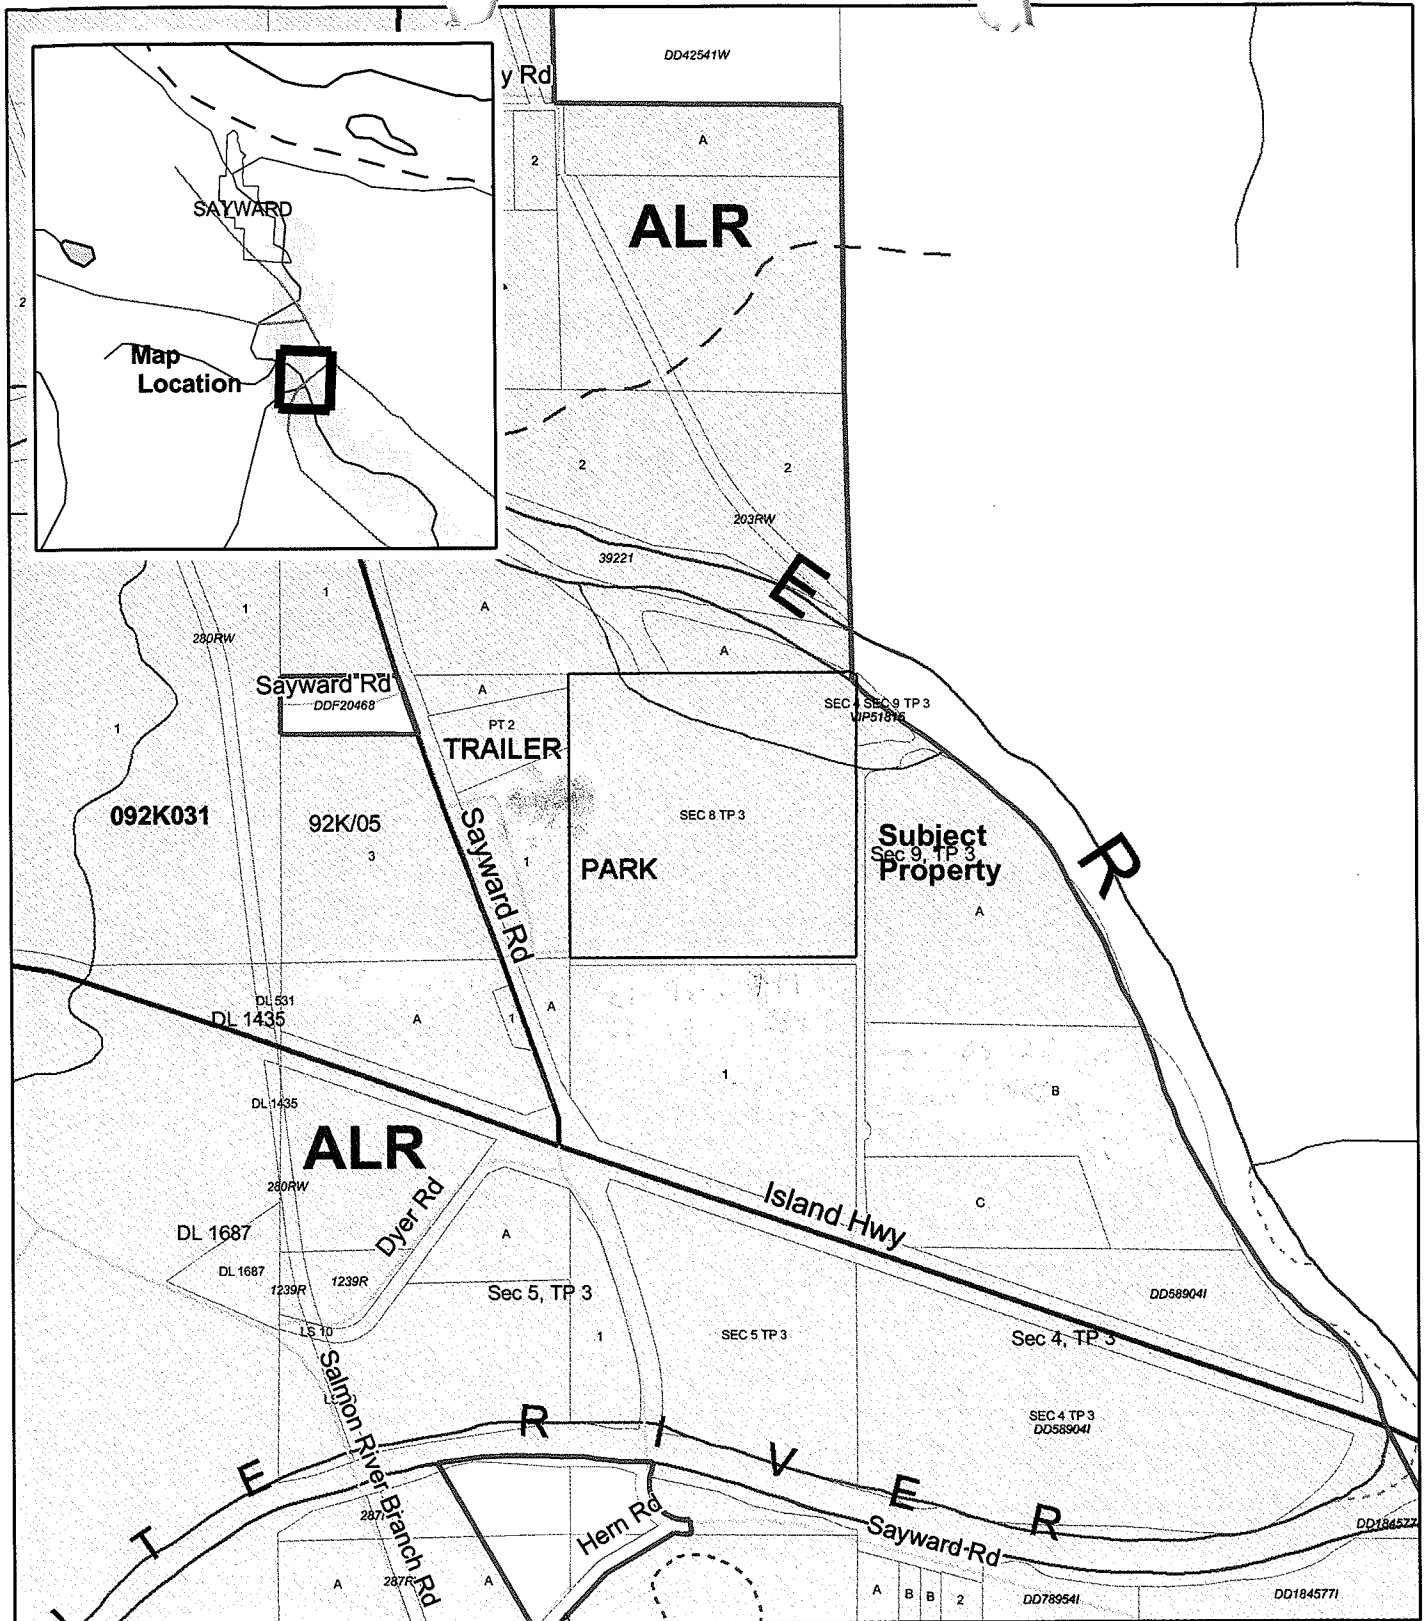 DD42541W
y Rd
A
2
ALR
SAYWARD
2
Map
Location
2
2
203RW
39221
E
1
1
A
280RW
A
Sayward Rd
DDF20468
A
SEC 4 SEC 9 TP 3
VIP51816
1
PT 2
TRAILER
092K031
92K/05
3
Sayward Rd
1
SEC 8 TP 3
PARK
Subject
Sec 9, TP 3
Property
R
A
DL 531
DL 1435
A
1
A
1
B
DL 1435
ALR
280RW
Dyer Rd
Island Hwy
C
DL 1687
A
DL 1687
1239R
1239R
Sec 5, TP 3
DD58904I
LS 10
1
SEC 5 TP 3
Sec 4, TP 3
Salmon River Branch Rd
SEC 4 TP 3
DD58904I
T E R I V E R
287R
Hern Rd
Sayward Rd
DD184577
A
287R
A
A
B
B
2
DD78954I
DD184577I